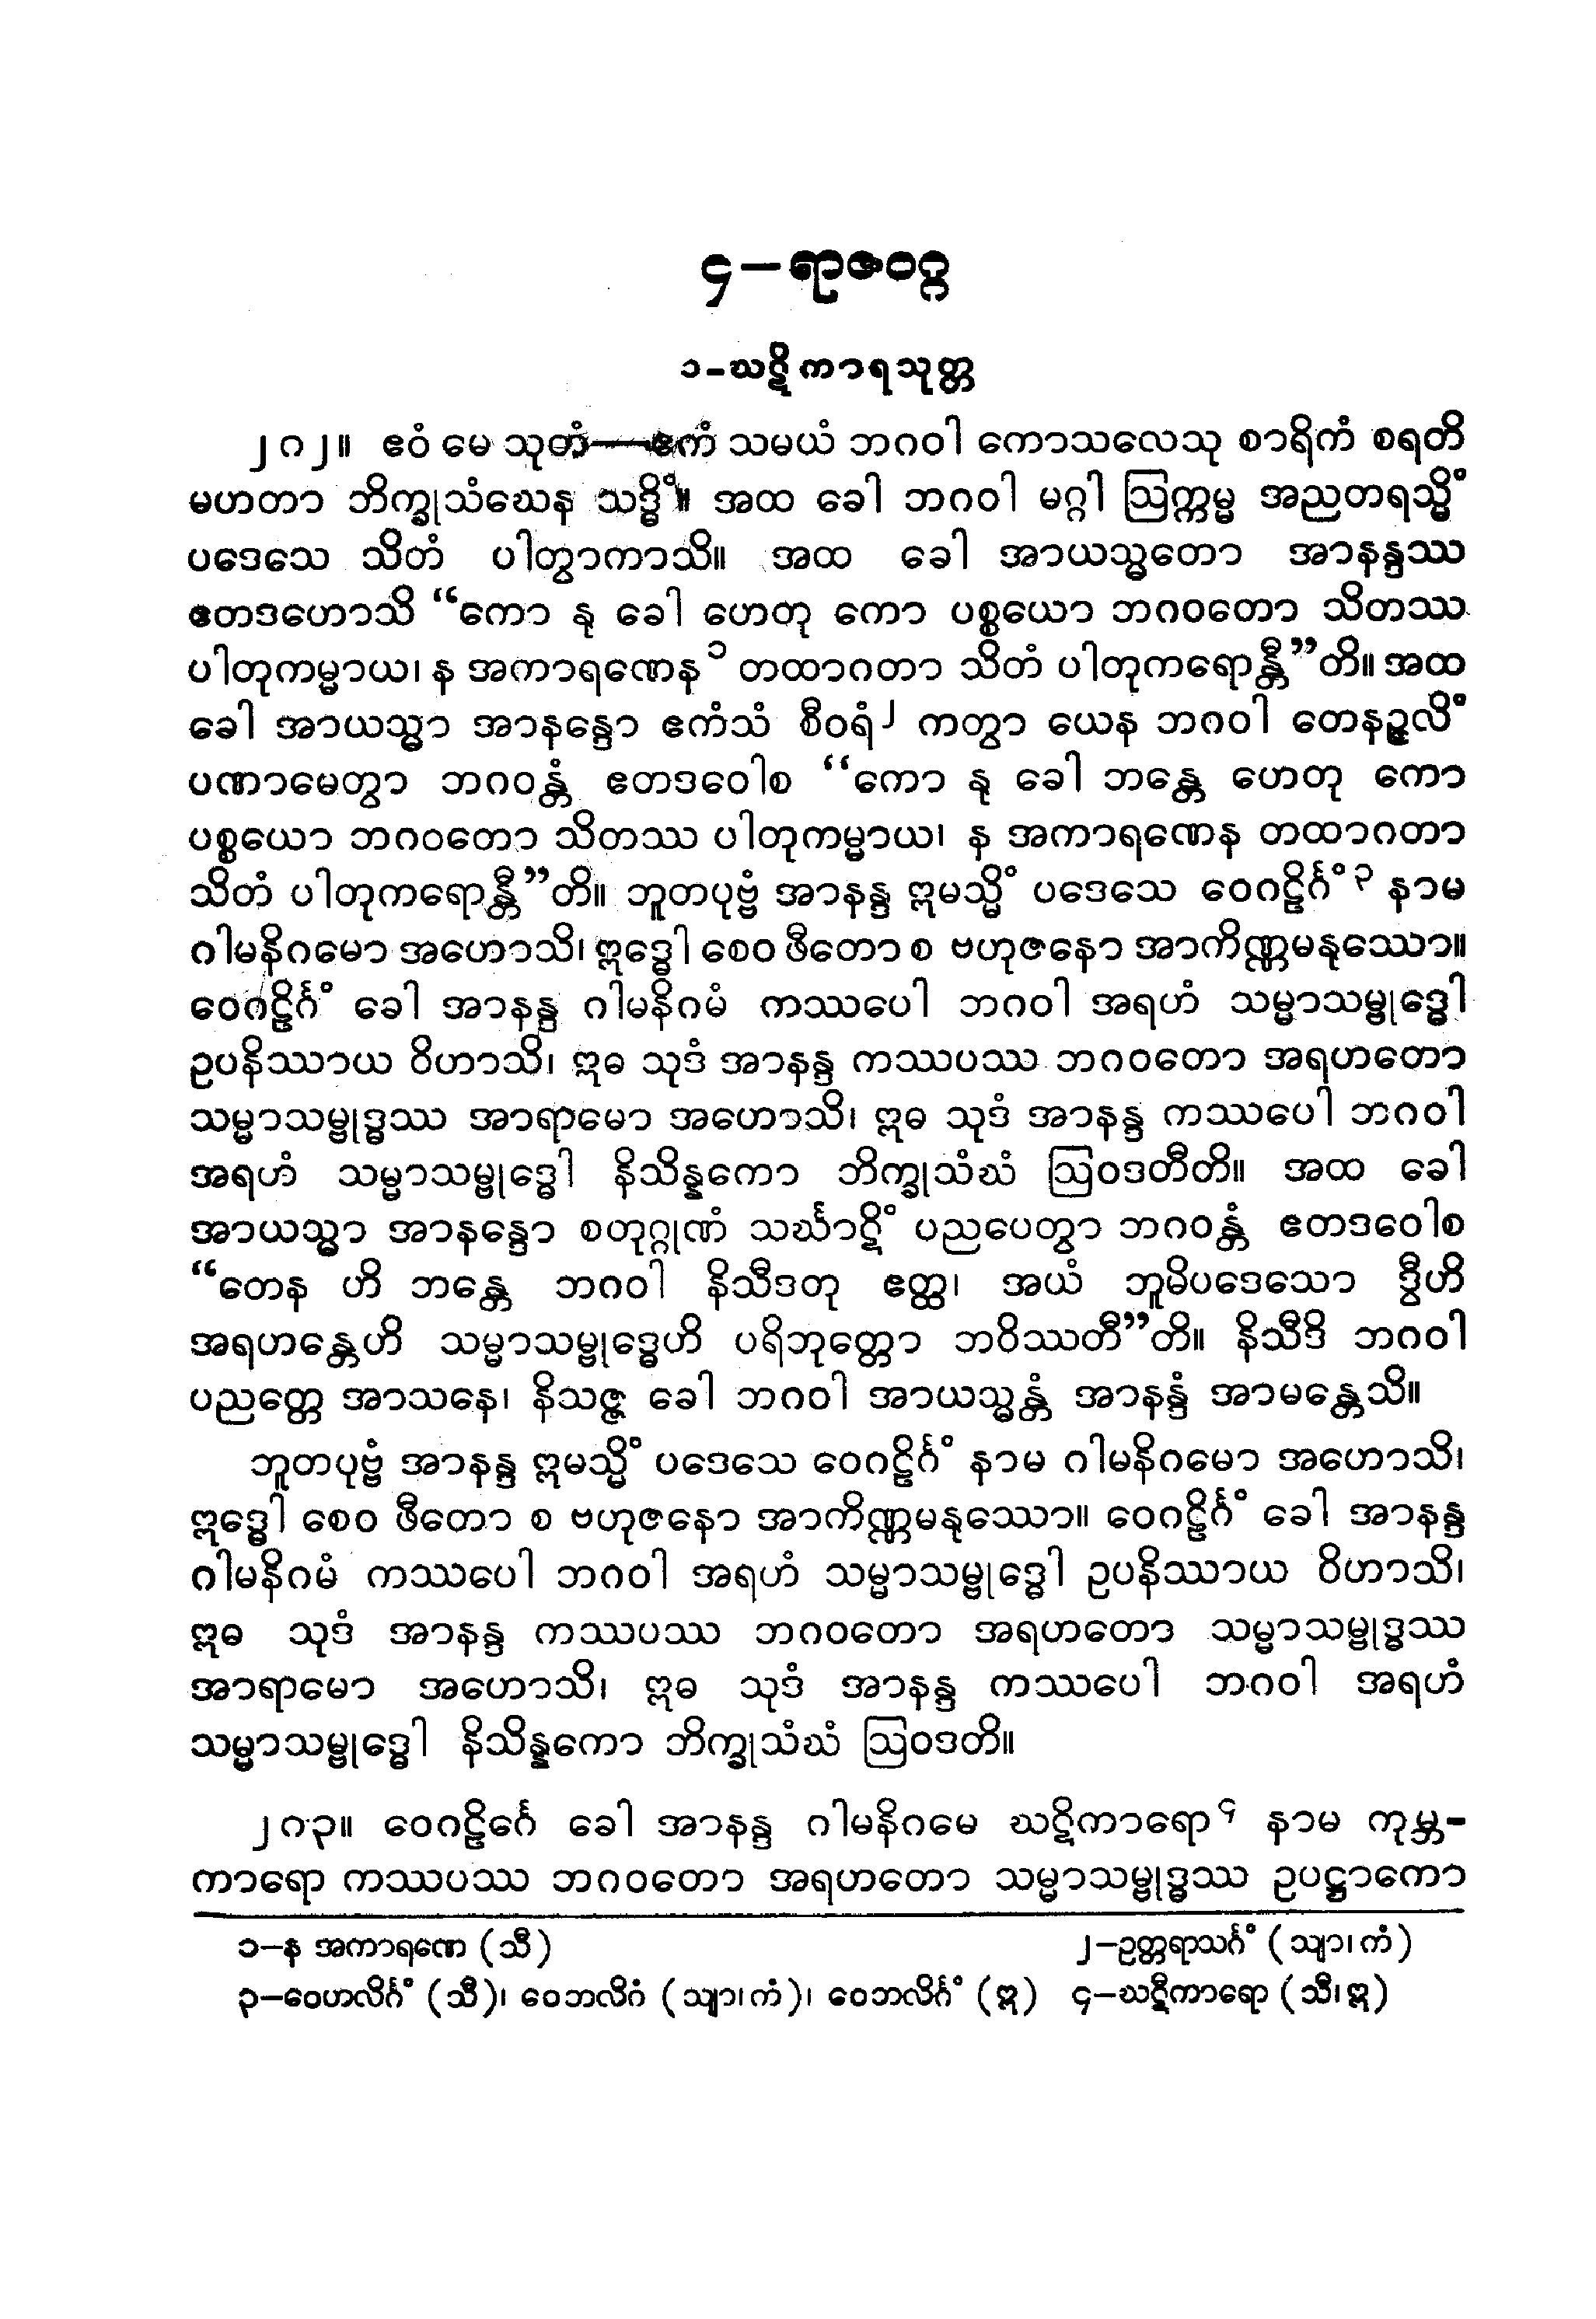 ၄—ရာဇဝဂ္ဂ
၁-ဃဋိကာရသုတ္တ
၂၈၂။ ဧဝံ မေ သုတံ—ဧကံ သမယံ ဘဂဝါ ကောသလေသု စာရိကံ စရတိ
မဟတာ ဘိက္ခုသံဃေန သဒ္ဓိံ။ အထ ခေါ ဘဂဝါ မဂ္ဂါ ဩက္ကမ္မ အညတရသ္မိံ
ပဒေသေ သိတံ ပါတွာကာသိ။ အထ ခေါ အာယသ္မတော အာနန္ဒဿ
ဧတဒဟောသိ “ကော နု ခေါ ဟေတု ကော ပစ္စယော ဘဂဝတော သိတဿ
ပါတုကမ္မာယ၊ န အကာရဏေန^၁ တထာဂတာ သိတံ ပါတုကရောန္တီ”တိ။ အထ
ခေါ အာယသ္မာ အာနန္ဒော ဧကံသံ စီဝရံ^၂ ကတွာ ယေန ဘဂဝါ တေနဉ္ဇလိံ
ပဏာမေတွာ ဘဂဝန္တံ ဧတဒဝေါစ “ကော နု ခေါ ဘန္တေ ဟေတု ကော
ပစ္စယော ဘဂဝတော သိတဿ ပါတုကမ္မာယ၊ န အကာရဏေန တထာဂတာ
သိတံ ပါတုကရောန္တီ”တိ။ ဘူတပုဗ္ဗံ အာနန္ဒ ဣမသ္မိံ ပဒေသေ ဝေဂဠိင်္ဂံ^၃ နာမ
ဂါမနိဂမော အဟောသိ၊ ဣဒ္ဓေါ စေဝ ဖီတော စ ဗဟုဇနော အာကိဏ္ဏမနုဿော။
ဝေဂဠိင်္ဂံ ခေါ အာနန္ဒ ဂါမနိဂမံ ကဿပေါ ဘဂဝါ အရဟံ သမ္မာသမ္ဗုဒ္ဓေါ
ဥပနိဿာယ ဝိဟာသိ၊ ဣဓ သုဒံ အာနန္ဒ ကဿပဿ ဘဂဝတော အရဟတော
သမ္မာသမ္ဗုဒ္ဓဿ အာရာမော အဟောသိ၊ ဣဓ သုဒံ အာနန္ဒ ကဿပေါ ဘဂဝါ
အရဟံ သမ္မာသမ္ဗုဒ္ဓေါ နိသိန္နကော ဘိက္ခုသံဃံ ဩဝဒတီတိ။ အထ ခေါ
အာယသ္မာ အာနန္ဒော စတုဂ္ဂုဏံ သင်္ဃာဋိံ ပညပေတွာ ဘဂဝန္တံ ဧတဒဝေါစ
“တေန ဟိ ဘန္တေ ဘဂဝါ နိသီဒတု ဧတ္ထ၊ အယံ ဘူမိပဒေသော ဒွီဟိ
အရဟန္တေဟိ သမ္မာသမ္ဗုဒ္ဓေဟိ ပရိဘုတ္တော ဘဝိဿတီ”တိ။ နိသီဒိ ဘဂဝါ
ပညတ္တေ အာသနေ၊ နိသဇ္ဇ ခေါ ဘဂဝါ အာယသ္မန္တံ အာနန္ဒံ အာမန္တေသိ။
ဘူတပုဗ္ဗံ အာနန္ဒ ဣမသ္မိံ ပဒေသေ ဝေဂဠိင်္ဂံ နာမ ဂါမနိဂမော အဟောသိ၊
ဣဒ္ဓေါ စေဝ ဖီတော စ ဗဟုဇနော အာကိဏ္ဏမနုဿော။ ဝေဂဠိင်္ဂံ ခေါ အာနန္ဒ
ဂါမနိဂမံ ကဿပေါ ဘဂဝါ အရဟံ သမ္မာသမ္ဗုဒ္ဓေါ ဥပနိဿာယ ဝိဟာသိ၊
ဣဓ သုဒံ အာနန္ဒ ကဿပဿ ဘဂဝတော အရဟတော သမ္မာသမ္ဗုဒ္ဓဿ
အာရာမော အဟောသိ၊ ဣဓ သုဒံ အာနန္ဒ ကဿပေါ ဘဂဝါ အရဟံ
သမ္မာသမ္ဗုဒ္ဓေါ နိသိန္နကော ဘိက္ခုသံဃံ ဩဝဒတိ။
၂၈၃။ ဝေဂဠိင်္ဂေ ခေါ အာနန္ဒ ဂါမနိဂမေ ဃဋိကာရော^၄ နာမ ကုမ္ဘ-
ကာရော ကဿပဿ ဘဂဝတော အရဟတော သမ္မာသမ္ဗုဒ္ဓဿ ဥပဋ္ဌာကော
၁—န အကာရဏေ (သီ) ၂—ဥတ္တရာသင်္ဂံ (သျာ၊ ကံ)
၃—ဝေဟလိင်္ဂံ (သီ)၊ ဝေဘလိဂံ (သျာ၊ ကံ)၊ ဝေဘလိင်္ဂံ (ဣ) ၄—ဃဋီကာရော (သီ၊ ဣ)